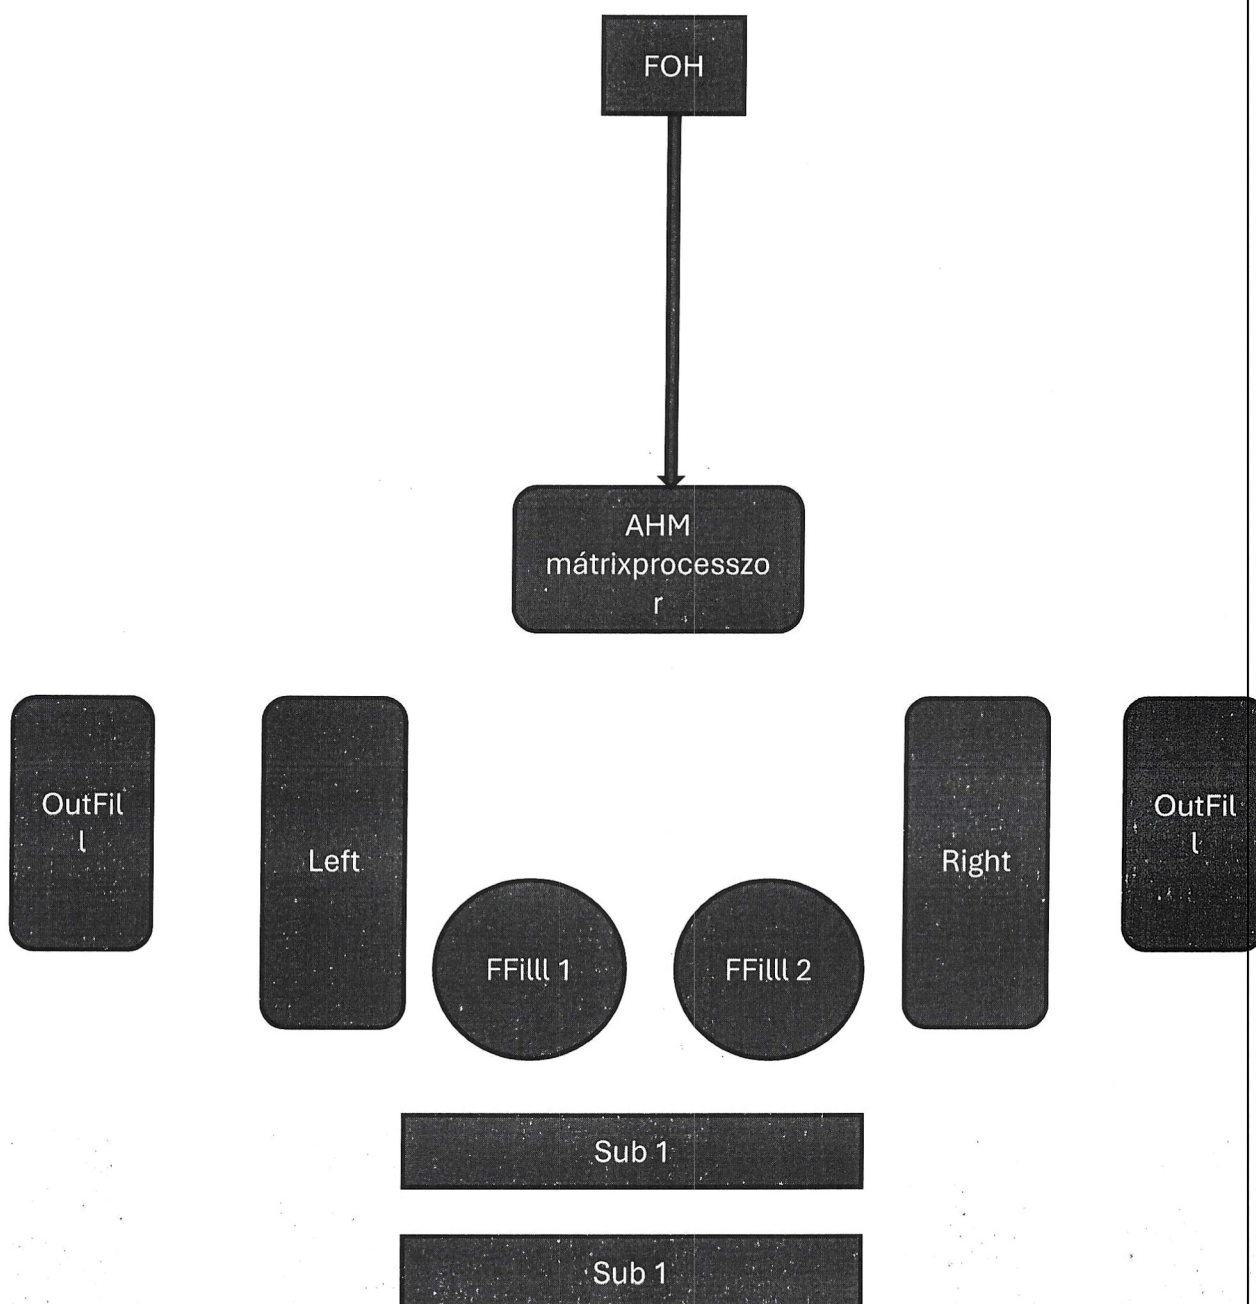 FOH
AHM
mátrixprocesszo
r
OutFil
l
Left
Right
OutFil
l
FFilll 1
FFilll 2
Sub 1
Sub 1